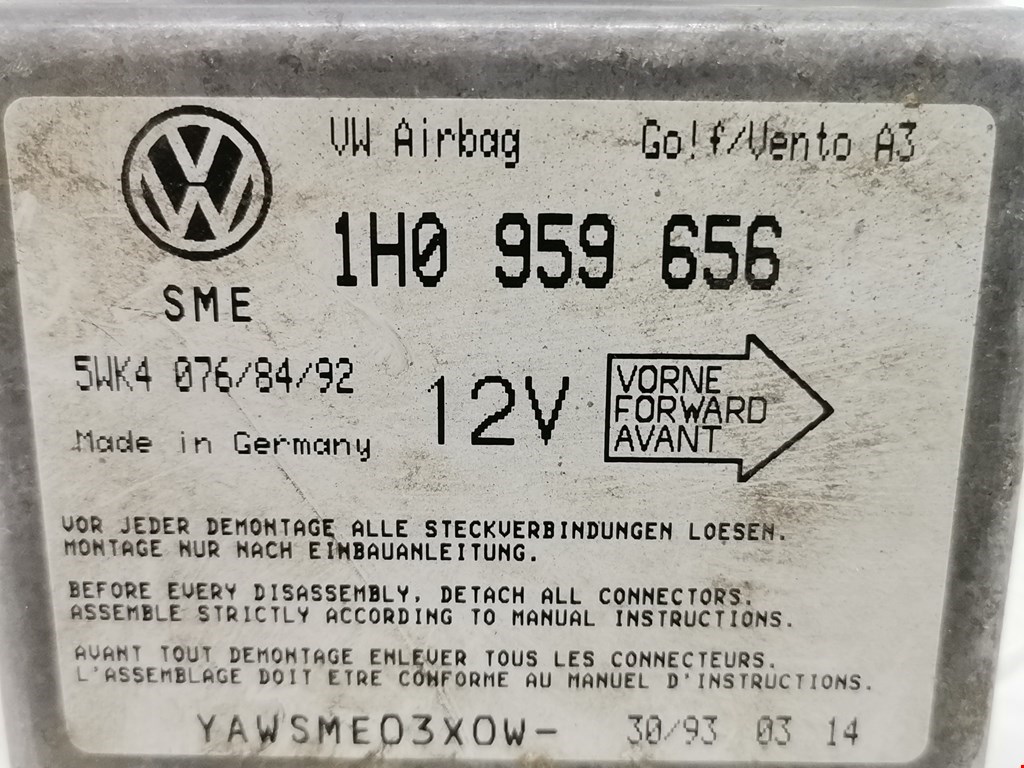 VW Airbag Golf/Vento A3
1H0 959 656
SME
5WK4 076/84/92
12V
VORNE
FORWARD
AVANT
Made in Germany
VOR JEDER DEMONTAGE ALLE STECKVERBINDUNGEN LOESEN.
MONTAGE NUR NACH EINBAUANLEITUNG.
BEFORE EVERY DISASSEMBLY, DETACH ALL CONNECTORS.
ASSEMBLE STRICTLY ACCORDING TO MANUAL INSTRUCTIONS.
AVANT TOUT DEMONTAGE ENLEVER TOUS LES CONNECTEURS.
L'ASSEMBLAGE DOIT ETRE CONFORME AU MANUEL D'INSTRUCTIONS.
YAWSME03X0W- 30/93 03 14